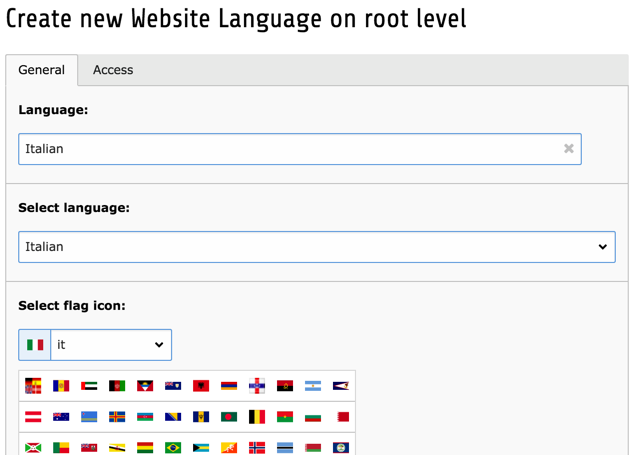 Create new Website Language on root level
General Access
Language:
Italian
Select language:
Italian
Select flag icon:
it